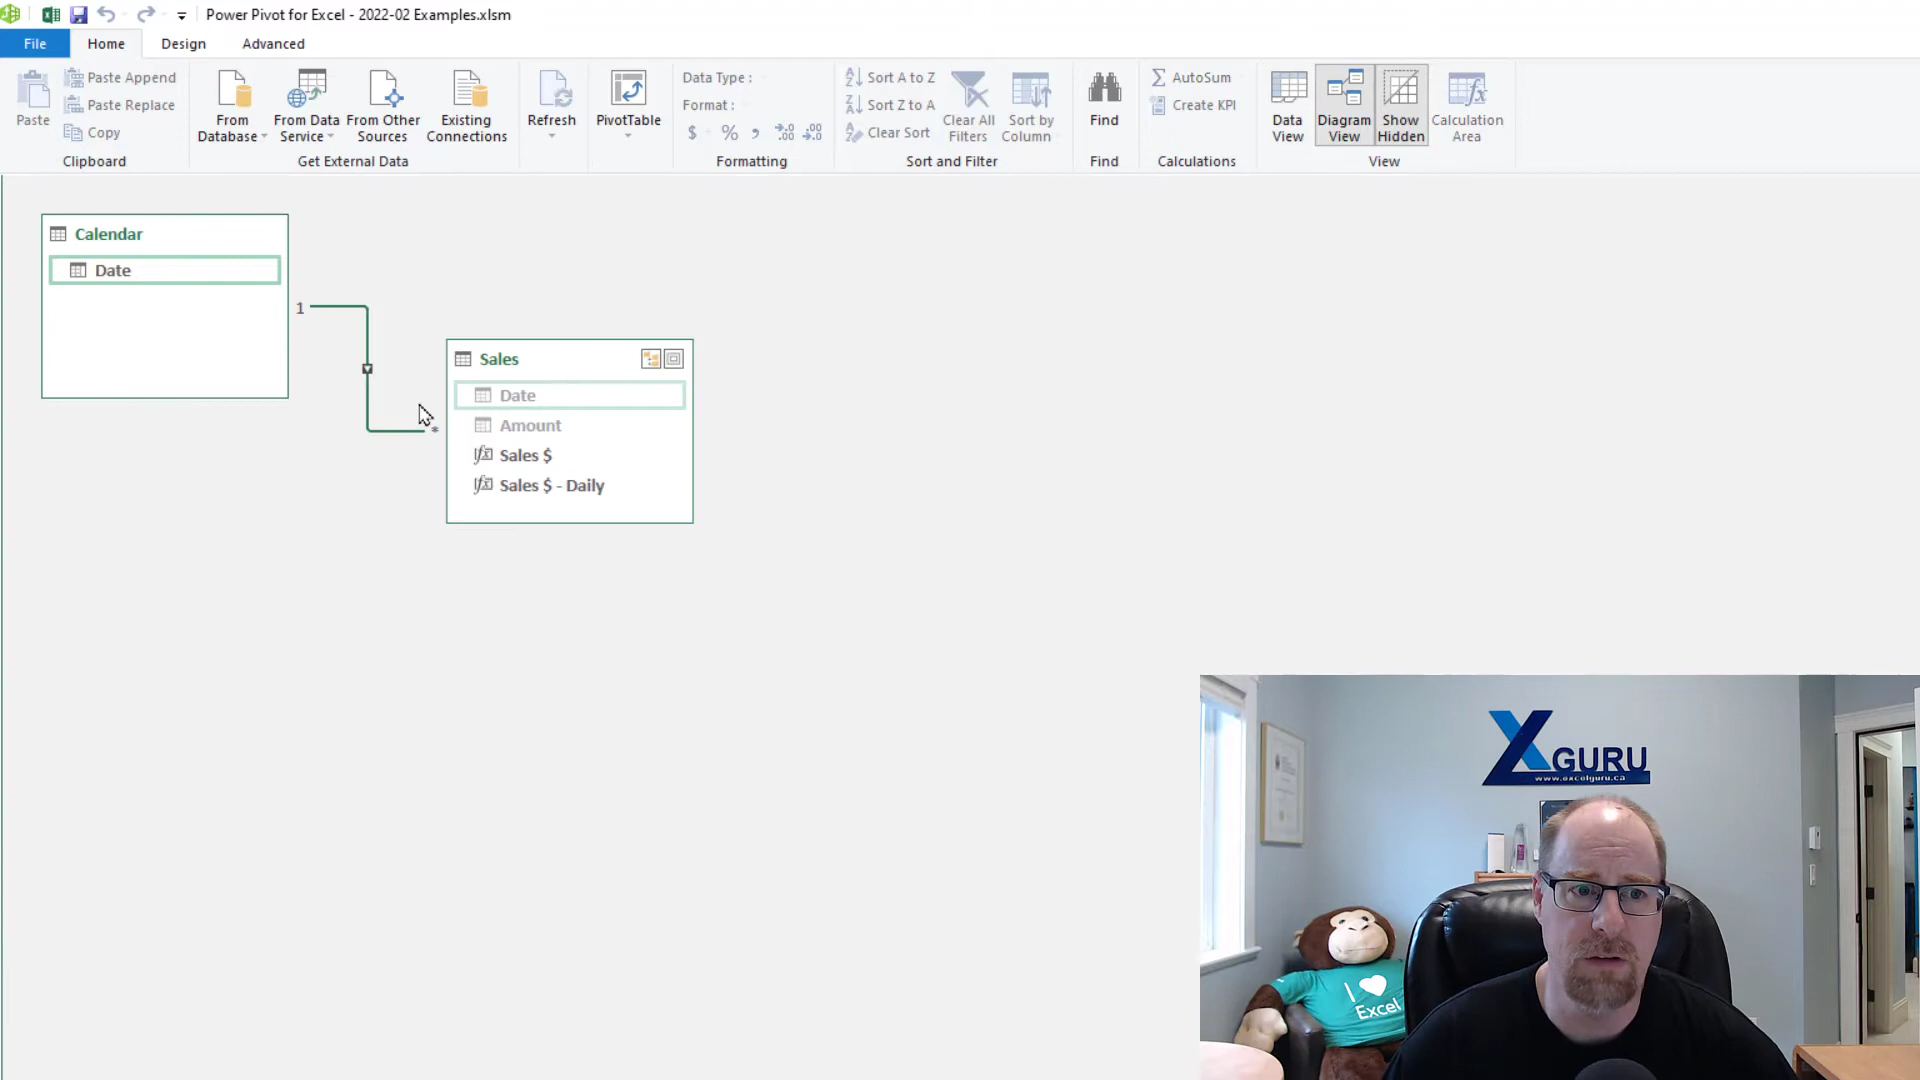 Power Pivot for Excel - 2022-02 Examples.xlsm
File Home Design Advanced
Paste
Paste Append
Paste Replace
Copy
Clipboard
From Database
From Data Service
From Other Sources
Existing Connections
Get External Data
Refresh
PivotTable
Data Type :
Format :
$ % , .00 .00
Formatting
Sort A to Z
Sort Z to A
Clear Sort
Clear All Filters
Sort by Column
Sort and Filter
Find
Find
AutoSum
Create KPI
Calculations
Data View
Diagram View
Show Hidden
Calculation Area
View
Calendar
Date
1
*
Sales
Date
Amount
Sales $
Sales $ - Daily
XGURU
www.excelguru.ca
I
Excel